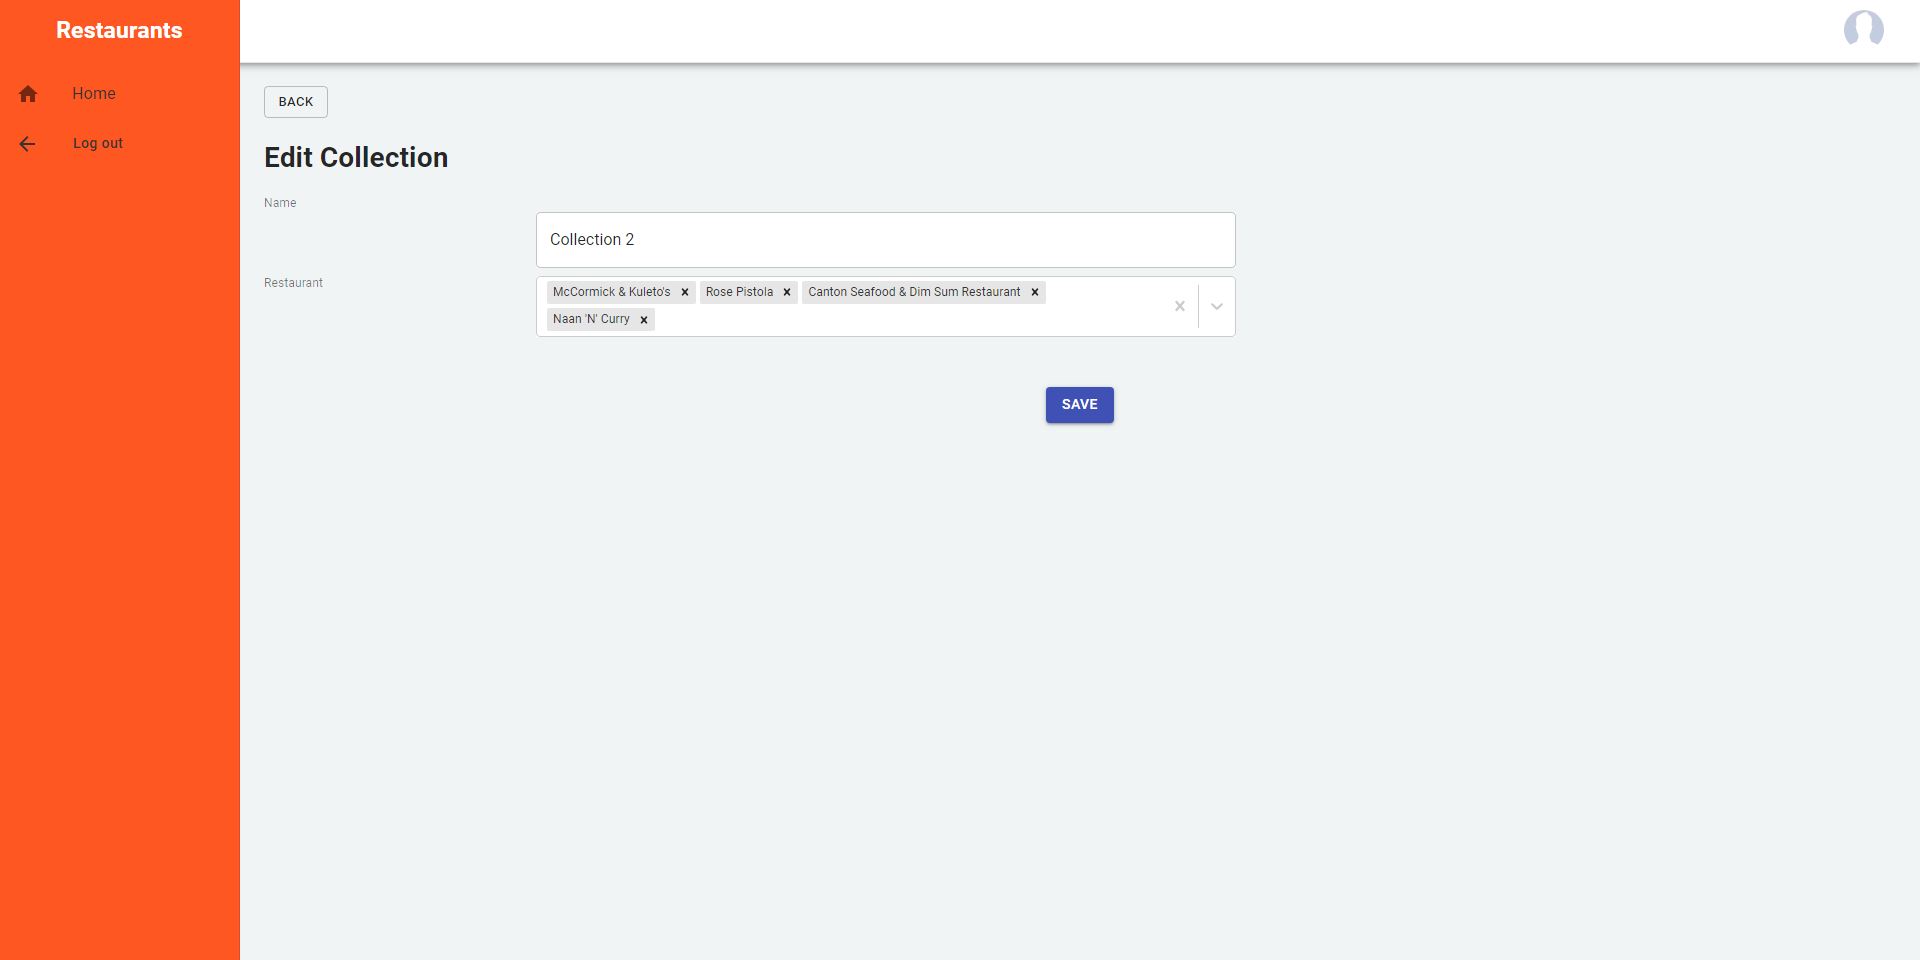 Restaurants
Home
Log out
BACK
Edit Collection
Name
Collection 2
Restaurant
McCormick & Kuleto's Rose Pistola Canton Seafood & Dim Sum Restaurant
Naan 'N' Curry
SAVE